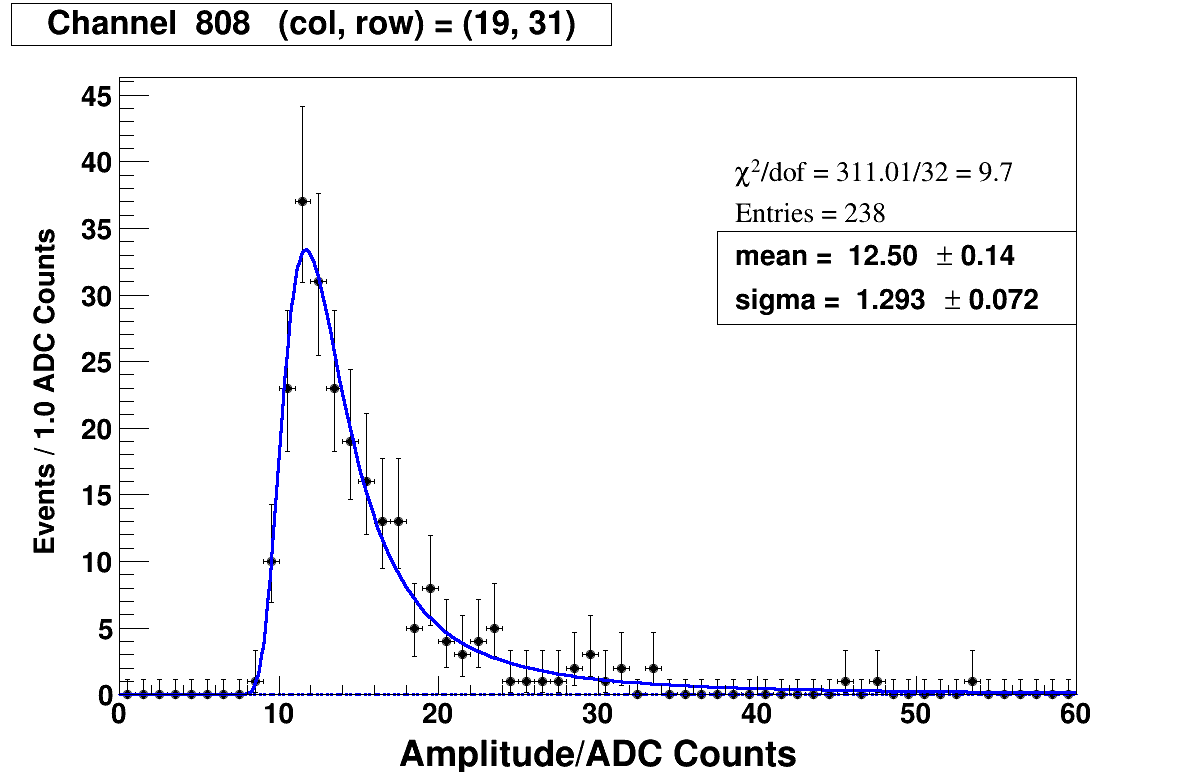 Channel 808 (col, row) = (19, 31)
45
40
35
30
25
20
15
10
5
0
Events / 1.0 ADC Counts
χ²/dof = 311.01/32 = 9.7
Entries = 238
mean = 12.50 ± 0.14
sigma = 1.293 ± 0.072
0 10 20 30 40 50 60
Amplitude/ADC Counts